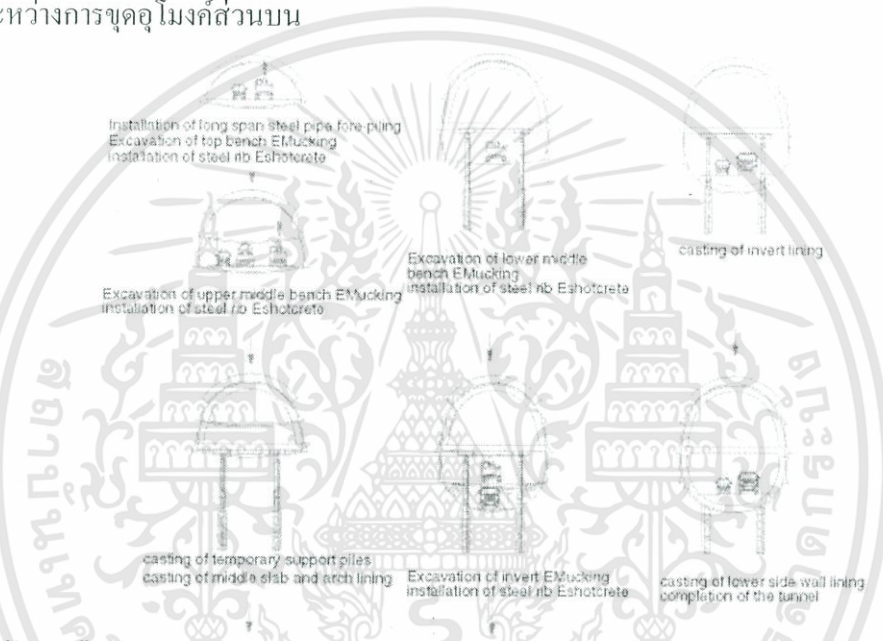 ะหว่างการขุดอุโมงค์ส่วนบน
Installation of long span steel pipe fore-piling
Excavation of top bench EMucking
installation of steel rib Eshotcrete
Excavation of upper middle bench EMucking
installation of steel rib Eshotcrete
casting of temporary support piles
casting of middle slab and arch lining
Excavation of lower middle
bench EMucking
installation of steel rib Eshotcrete
Excavation of invert EMucking
installation of steel rib Eshotcrete
casting of invert lining
casting of lower side wall lining
completion of the tunnel